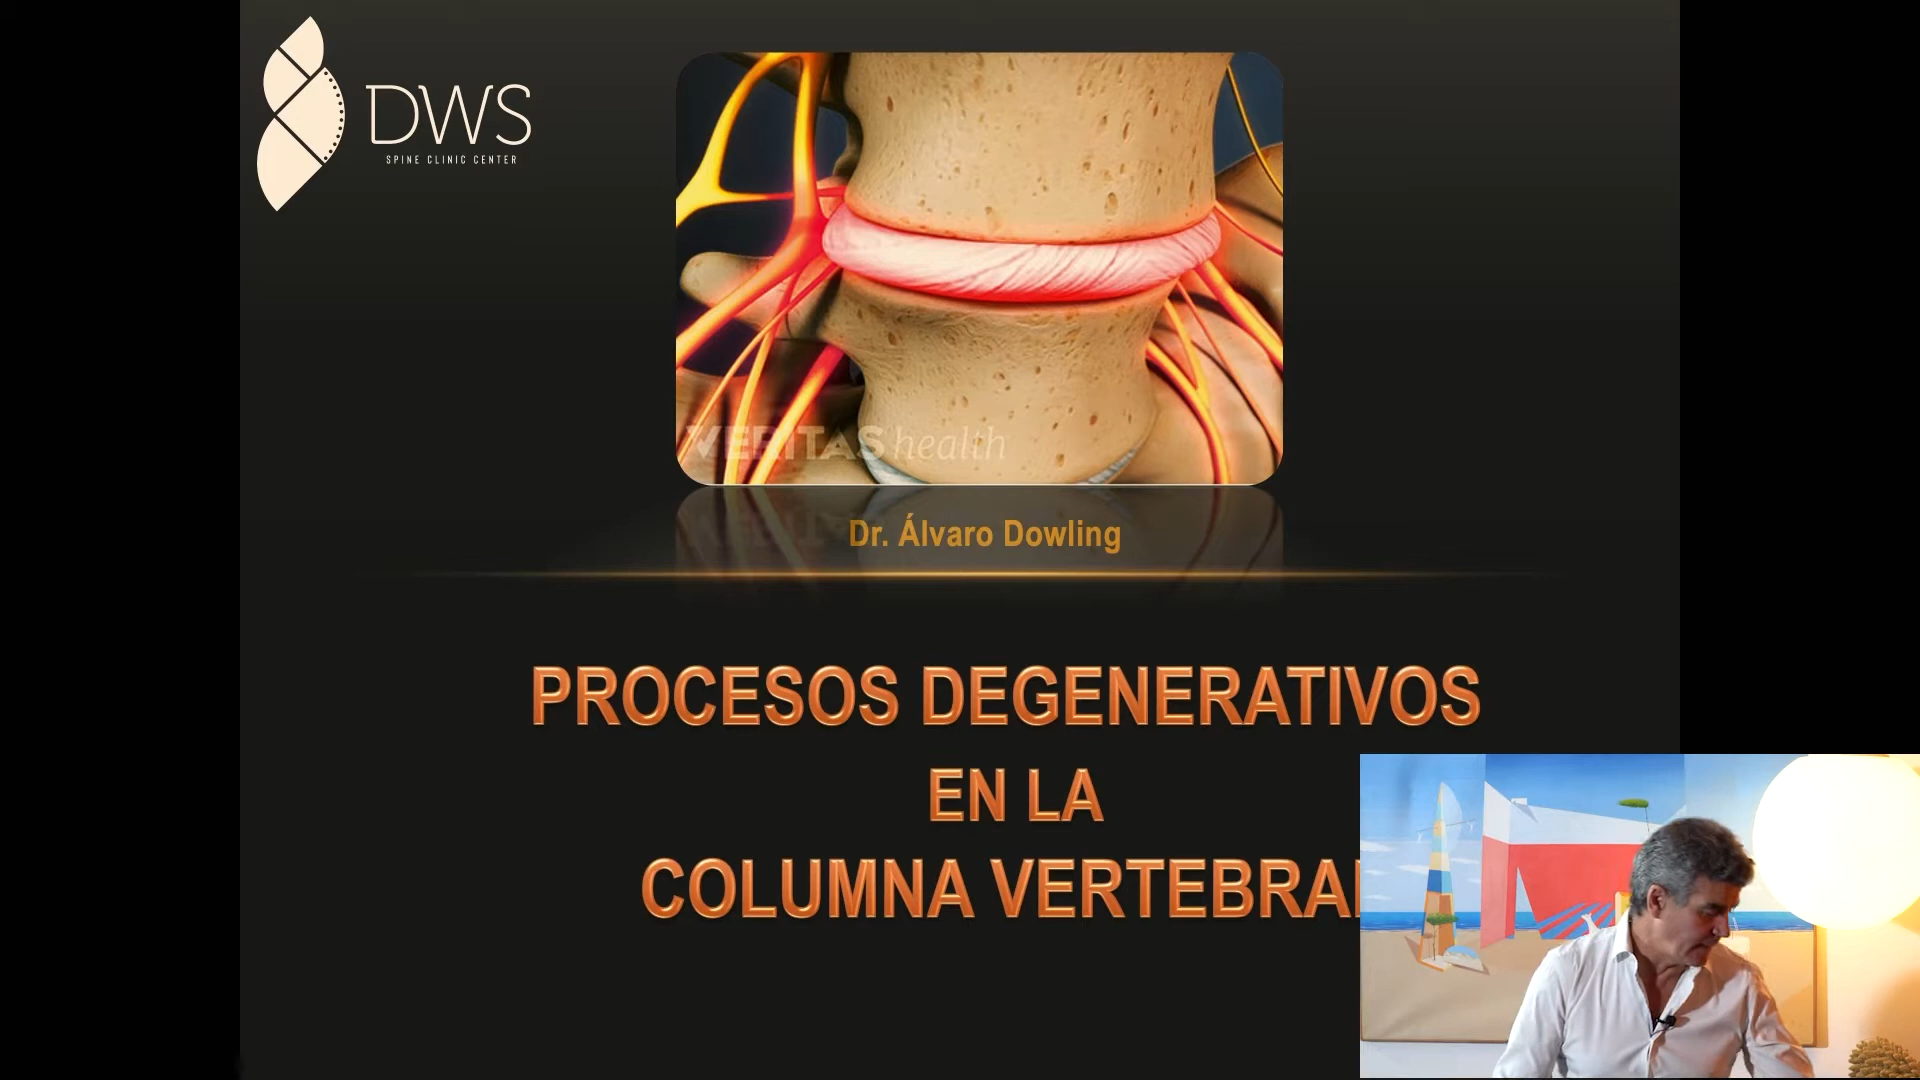 DWS
SPINE CLINIC CENTER
VERITAS health
Dr. Álvaro Dowling
PROCESOS DEGENERATIVOS
EN LA
COLUMNA VERTEBRAL